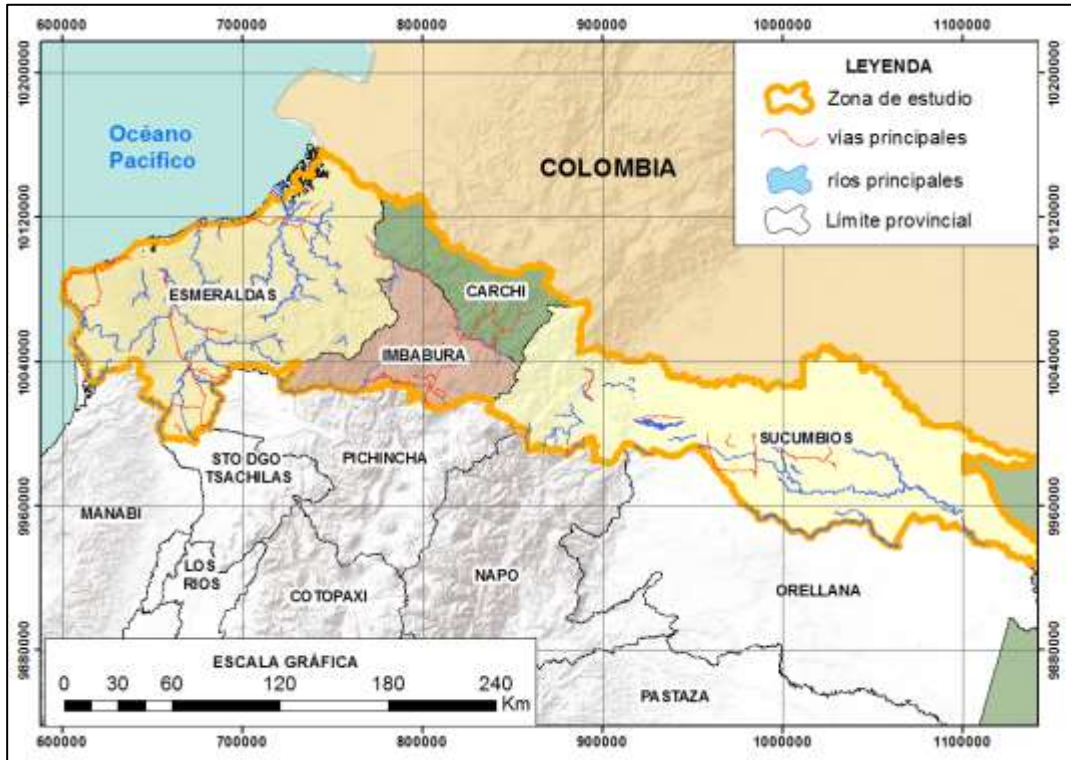 600000 700000 800000 900000 1000000 1100000
10200000
10200000
LEYENDA
Zona de estudio
vías principales
ríos principales
Límite provincial
Océano
Pacifico
COLOMBIA
10120000
10120000
CARCHI
ESMERALDAS
IMBABURA
10040000
10040000
SUCUMBIOS
STO DGO
TSACHILAS
PICHINCHA
MANABI
9960000
9960000
LOS
RIOS
COTOPAXI
NAPO
ORELLANA
9880000
9880000
ESCALA GRÁFICA
0 30 60 120 180 240
Km
PASTAZA
600000 700000 800000 900000 1000000 1100000